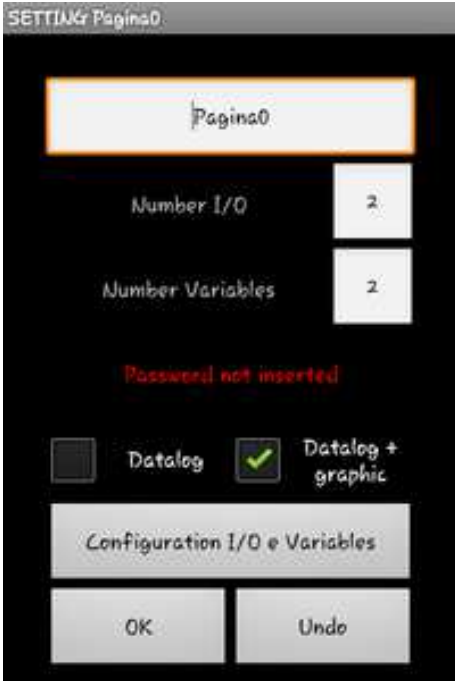 SETTING Pagina0
Pagina0
Number I/O 2
Number Variables 2
Password not inserted
Datalog Datalog +
graphic
Configuration I/O e Variables
OK Undo